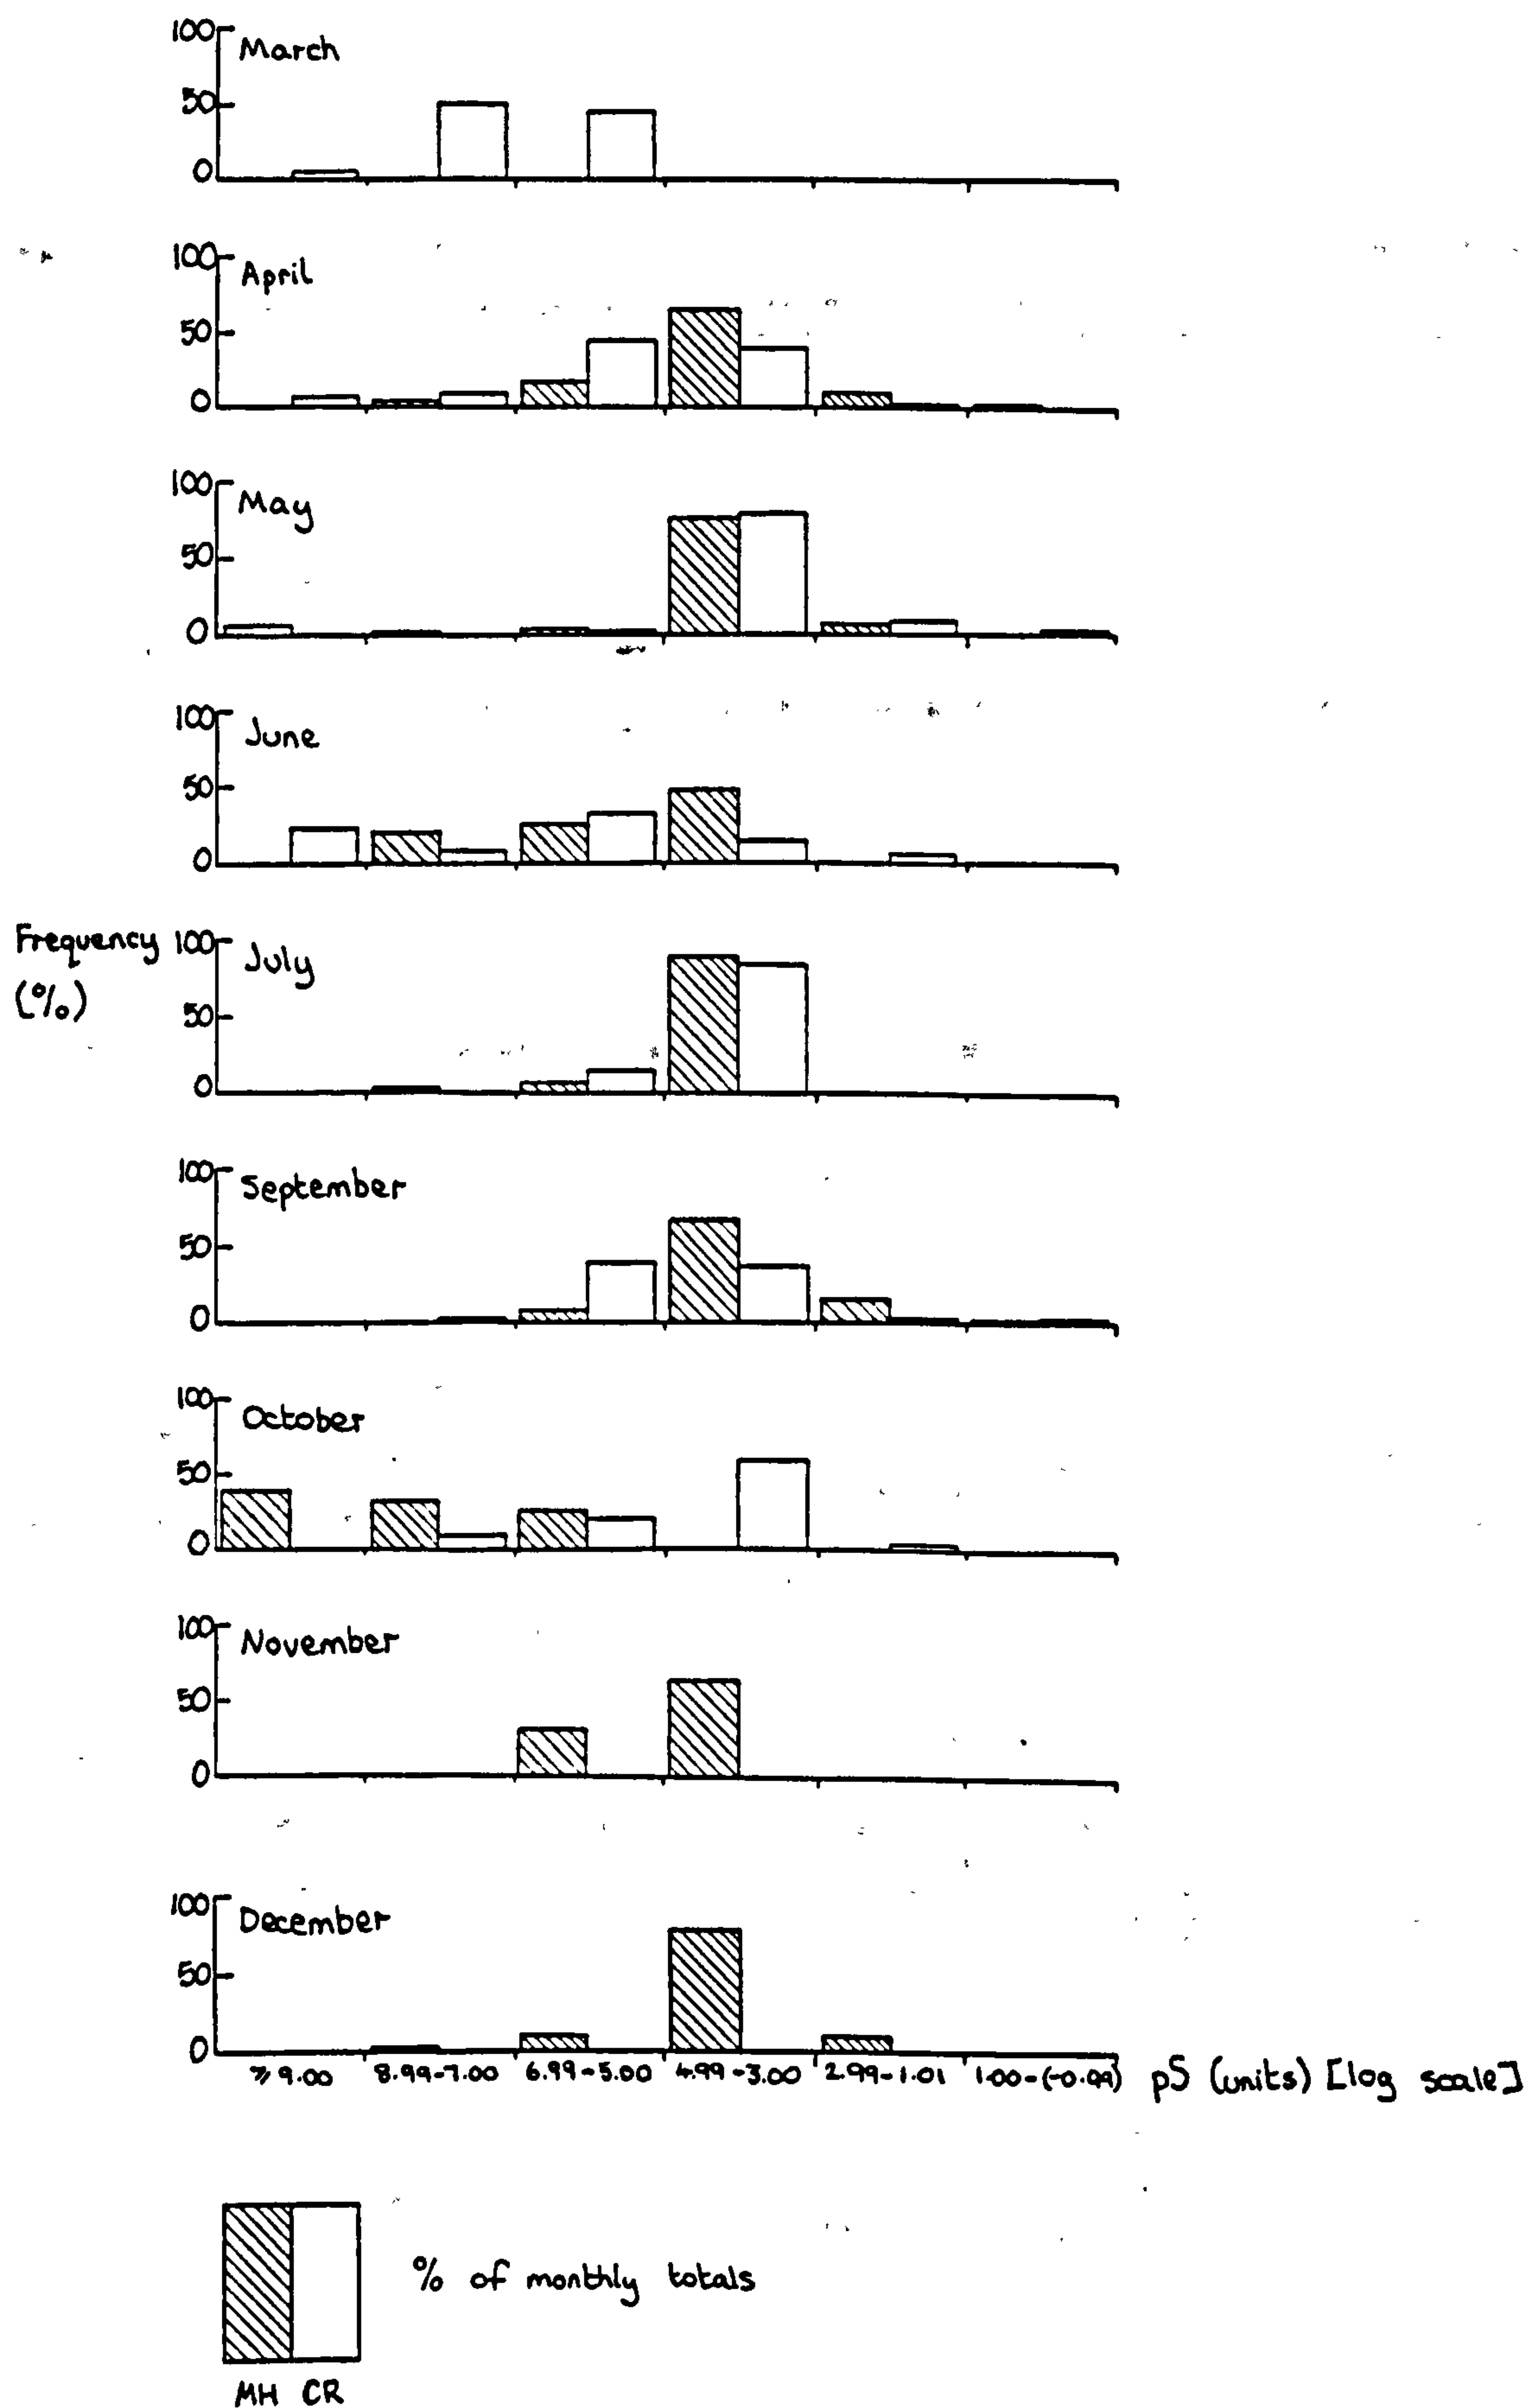 100
March
50
0
100
April
50
0
100
May
50
0
100
June
50
0
Frequency
(%)
100
July
50
0
100
September
50
0
100
October
50
0
100
November
50
0
100
December
50
0
⩾ 9.00 8.99-7.00 6.99-5.00 4.99-3.00 2.99-1.01 1.00-(-0.99) pS (units) [log scale]
% of monthly totals
MH CR